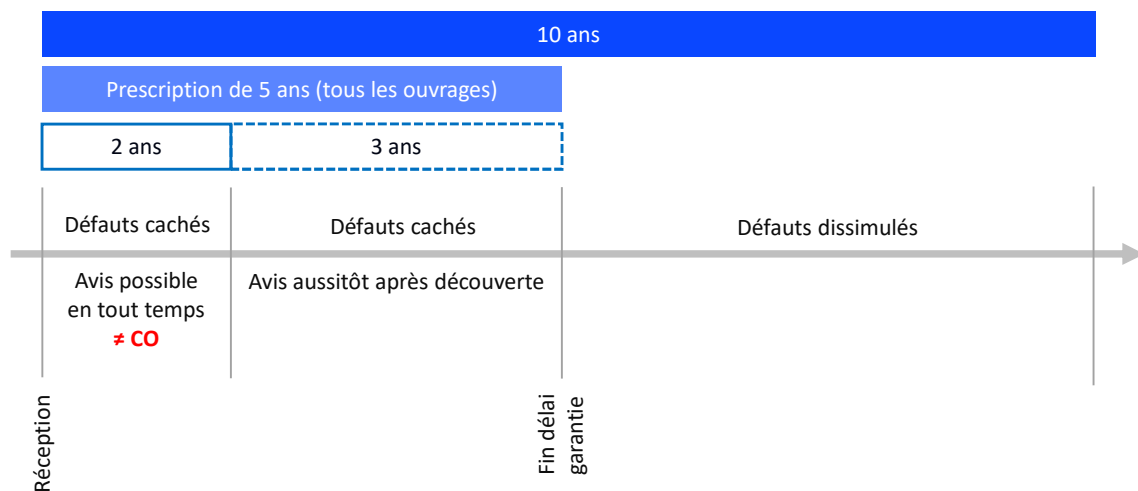 10 ans
Prescription de 5 ans (tous les ouvrages)
2 ans
3 ans
Défauts cachés
Défauts cachés
Défauts dissimulés
Avis possible
en tout temps
≠ CO
Avis aussitôt après découverte
Réception
Fin délai
garantie